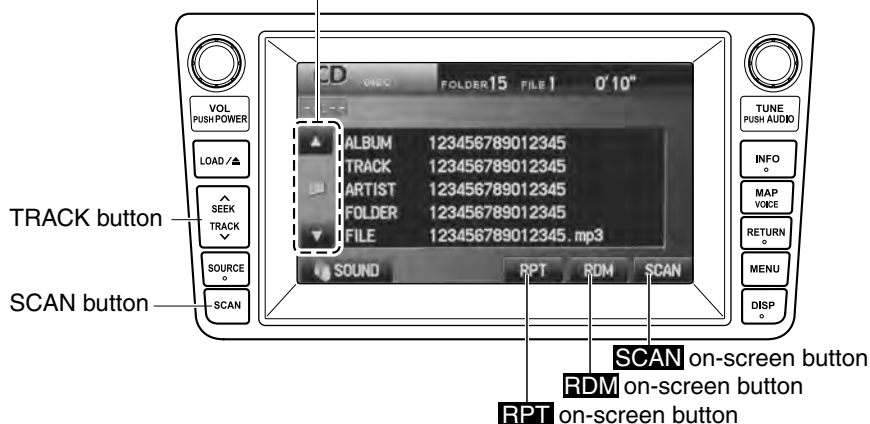 CD DISC FOLDER 15 FILE 1 0'10"
VOL
PUSH POWER
TUNE
PUSH AUDIO
ALBUM 123456789012345
LOAD /⏏
TRACK 123456789012345
INFO
ARTIST 123456789012345
MAP
VOICE
SEEK
TRACK
TRACK button
FOLDER 123456789012345
FILE 123456789012345. mp3
RETURN
SOURCE
SOUND RPT RDM SCAN
MENU
SCAN button
SCAN
DISP
SCAN on-screen button
RDM on-screen button
RPT on-screen button